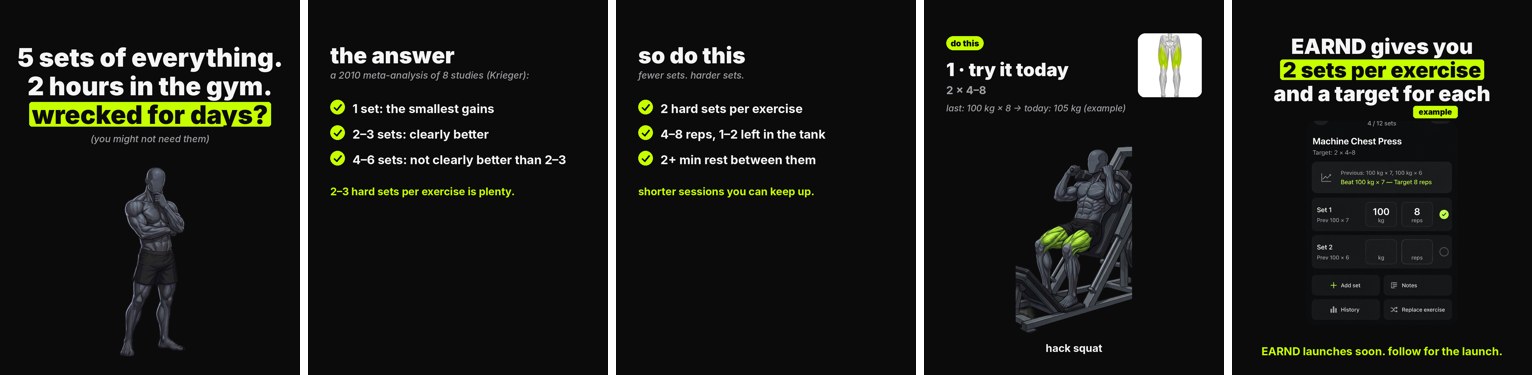 5 sets of everything.
2 hours in the gym.
wrecked for days?
(you might not need them)
the answer
a 2010 meta-analysis of 8 studies (Krieger):
1 set: the smallest gains
2–3 sets: clearly better
4–6 sets: not clearly better than 2–3
2–3 hard sets per exercise is plenty.
so do this
fewer sets. harder sets.
2 hard sets per exercise
4–8 reps, 1–2 left in the tank
2+ min rest between them
shorter sessions you can keep up.
do this
1 · try it today
2 × 4–8
last: 100 kg × 8 → today: 105 kg (example)
hack squat
EARND gives you
2 sets per exercise
and a target for each
example
4 / 12 sets
Machine Chest Press
Target: 2 × 4–8
Previous: 100 kg × 7, 100 kg × 6
Beat 100 kg × 7 — Target 8 reps
Set 1
Prev 100 × 7
100
kg
8
reps
Set 2
Prev 100 × 6
kg
reps
Add set
Notes
History
Replace exercise
EARND launches soon. follow for the launch.